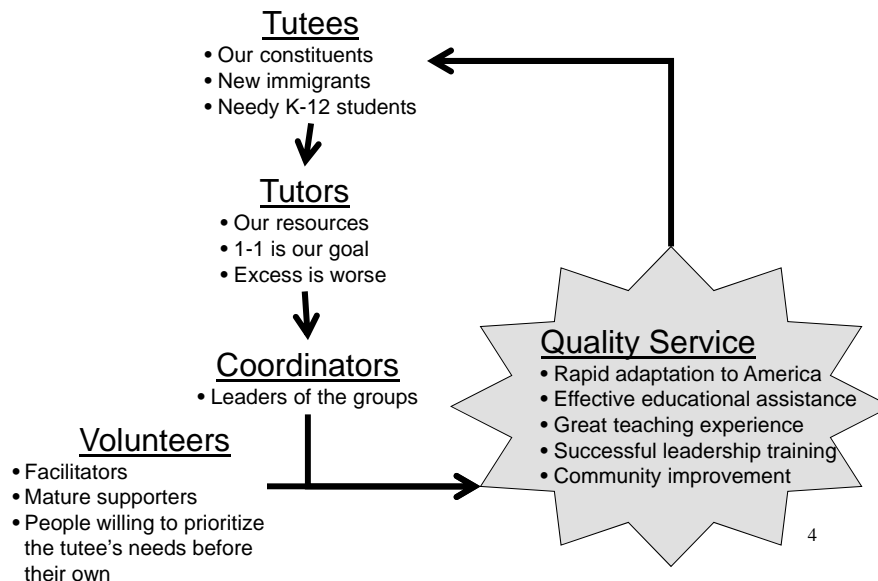 Tutees
• Our constituents
• New immigrants
• Needy K-12 students
Tutors
• Our resources
• 1-1 is our goal
• Excess is worse
Coordinators
• Leaders of the groups
Volunteers
• Facilitators
• Mature supporters
• People willing to prioritize
the tutee's needs before
their own
Quality Service
• Rapid adaptation to America
• Effective educational assistance
• Great teaching experience
• Successful leadership training
• Community improvement
4